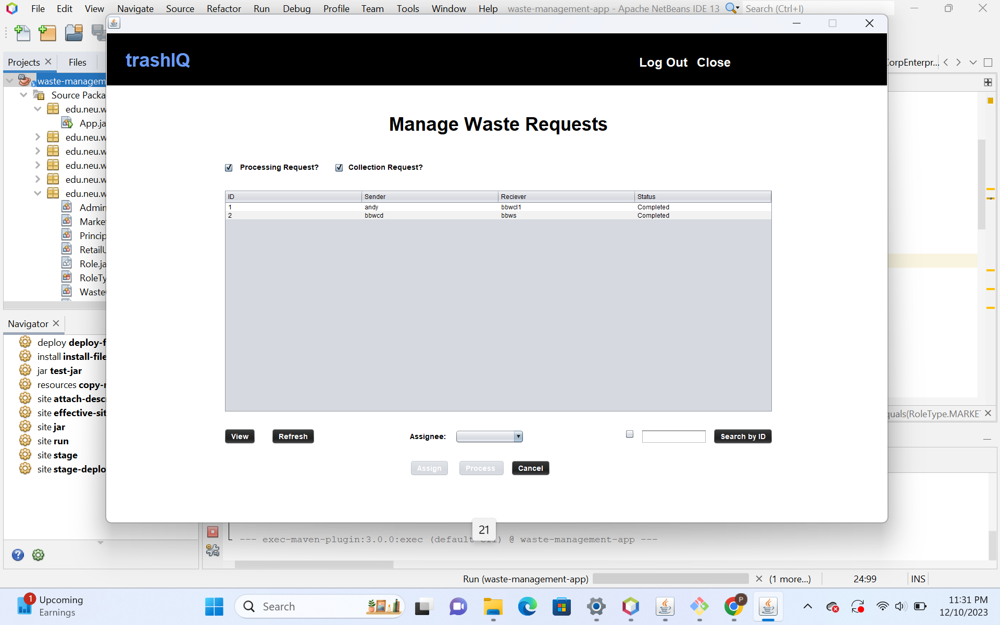 File Edit View Navigate Source Refactor Run Debug Profile Team Tools Window Help waste-management-app - Apache NetBeans IDE 13 Search (Ctrl+I)
trashIQ Log Out Close
Projects Files
orpEnterpr...
waste-managem
Source Packa
edu.neu.w
App.ja
edu.neu.w
edu.neu.w
edu.neu.w
edu.neu.w
edu.neu.w
Admin
Marke
Princip
RetailU
Role.ja
RoleTy
Waste
Manage Waste Requests
Processing Request? Collection Request?
ID Sender Reciever Status
1 andy bbwcl1 Completed
2 bbwcd bbws Completed
quals(RoleType.MARKE
View Refresh Assignee: Search by ID
Assign Process Cancel
Navigator
deploy deploy-f
install install-file
jar test-jar
resources copy-r
site attach-desc
site effective-sit
site jar
site run
site stage
site stage-deplo
21
--- exec-maven-plugin:3.0.0:exec (default-cli) @ waste-management-app ---
Run (waste-management-app) (1 more...) 24:99 INS
1 Upcoming
Earnings
Search
P
11:31 PM
12/10/2023